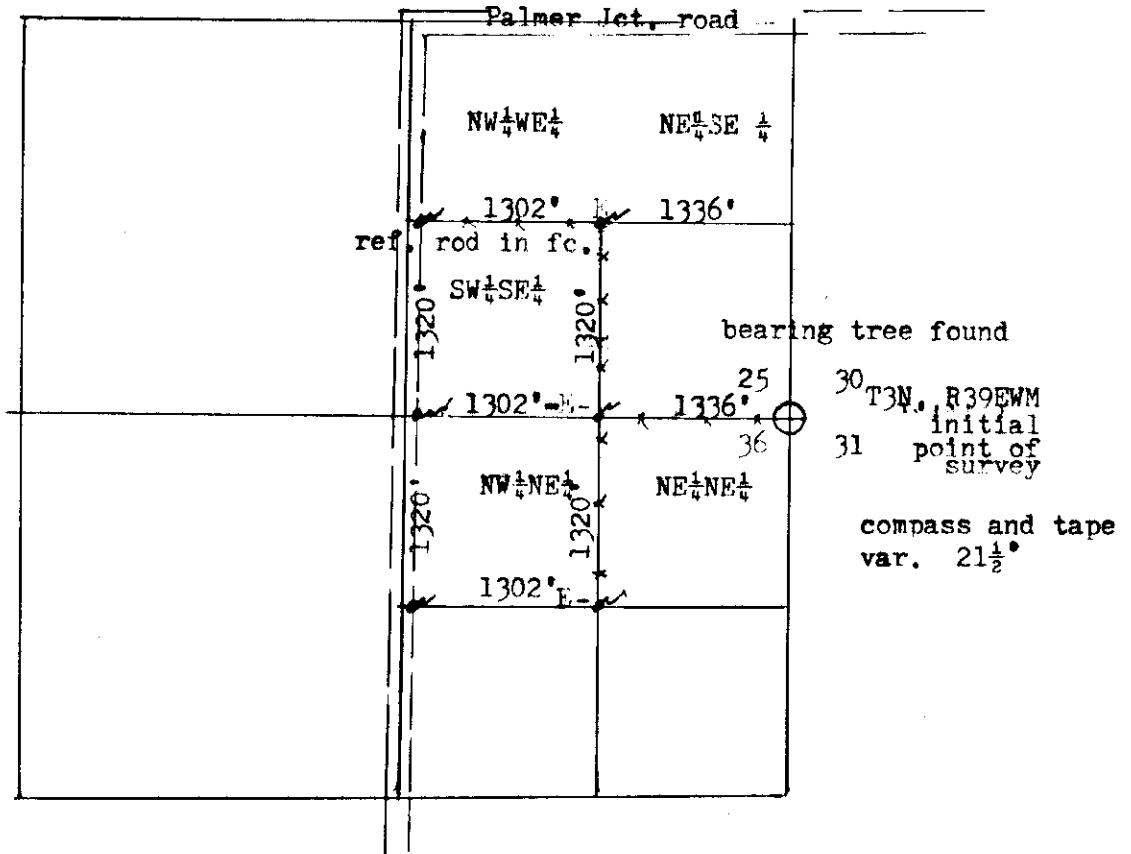 Palmer Jct. road
NW¼WE¼ NE¼SE ¼
1302' E 1336'
ref. rod in fc.
SW¼SE¼
1320' 1320'
bearing tree found
25 30 T3N, R39EWM
1302'-E- 1336'
initial
36 31 point of
survey
NW¼NE¼ NE¼NE¼
1320' 1320'
compass and tape
var. 21½°
1302'E-